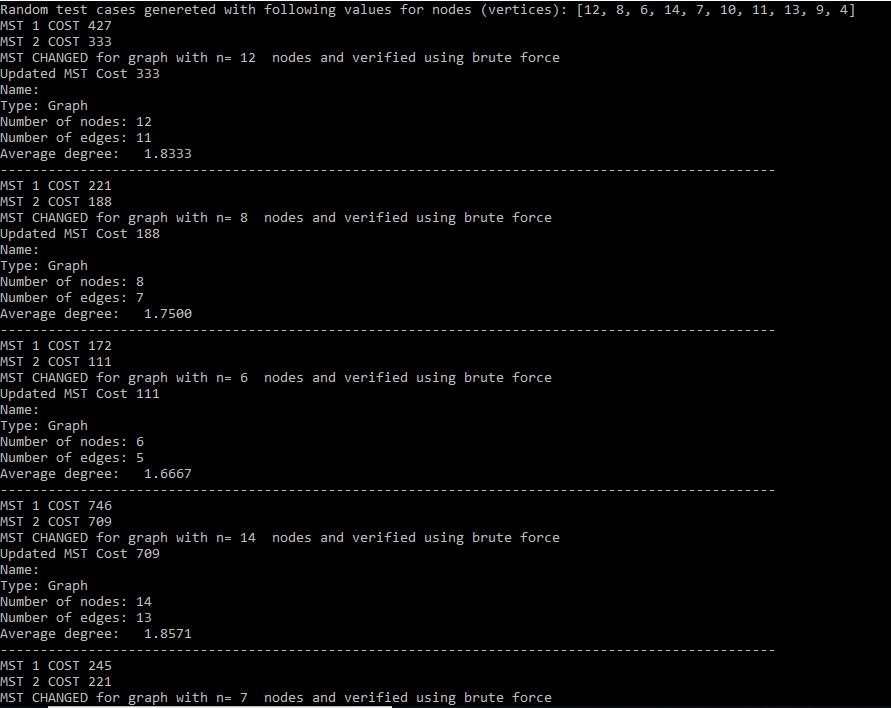 Random test cases genereted with following values for nodes (vertices): [12, 8, 6, 14, 7, 10, 11, 13, 9, 4]
MST 1 COST 427
MST 2 COST 333
MST CHANGED for graph with n= 12  nodes and verified using brute force
Updated MST Cost 333
Name:
Type: Graph
Number of nodes: 12
Number of edges: 11
Average degree:   1.8333
-------------------------------------------------------------------------------------------------
MST 1 COST 221
MST 2 COST 188
MST CHANGED for graph with n= 8  nodes and verified using brute force
Updated MST Cost 188
Name:
Type: Graph
Number of nodes: 8
Number of edges: 7
Average degree:   1.7500
-------------------------------------------------------------------------------------------------
MST 1 COST 172
MST 2 COST 111
MST CHANGED for graph with n= 6  nodes and verified using brute force
Updated MST Cost 111
Name:
Type: Graph
Number of nodes: 6
Number of edges: 5
Average degree:   1.6667
-------------------------------------------------------------------------------------------------
MST 1 COST 746
MST 2 COST 709
MST CHANGED for graph with n= 14  nodes and verified using brute force
Updated MST Cost 709
Name:
Type: Graph
Number of nodes: 14
Number of edges: 13
Average degree:   1.8571
-------------------------------------------------------------------------------------------------
MST 1 COST 245
MST 2 COST 221
MST CHANGED for graph with n= 7  nodes and verified using brute force